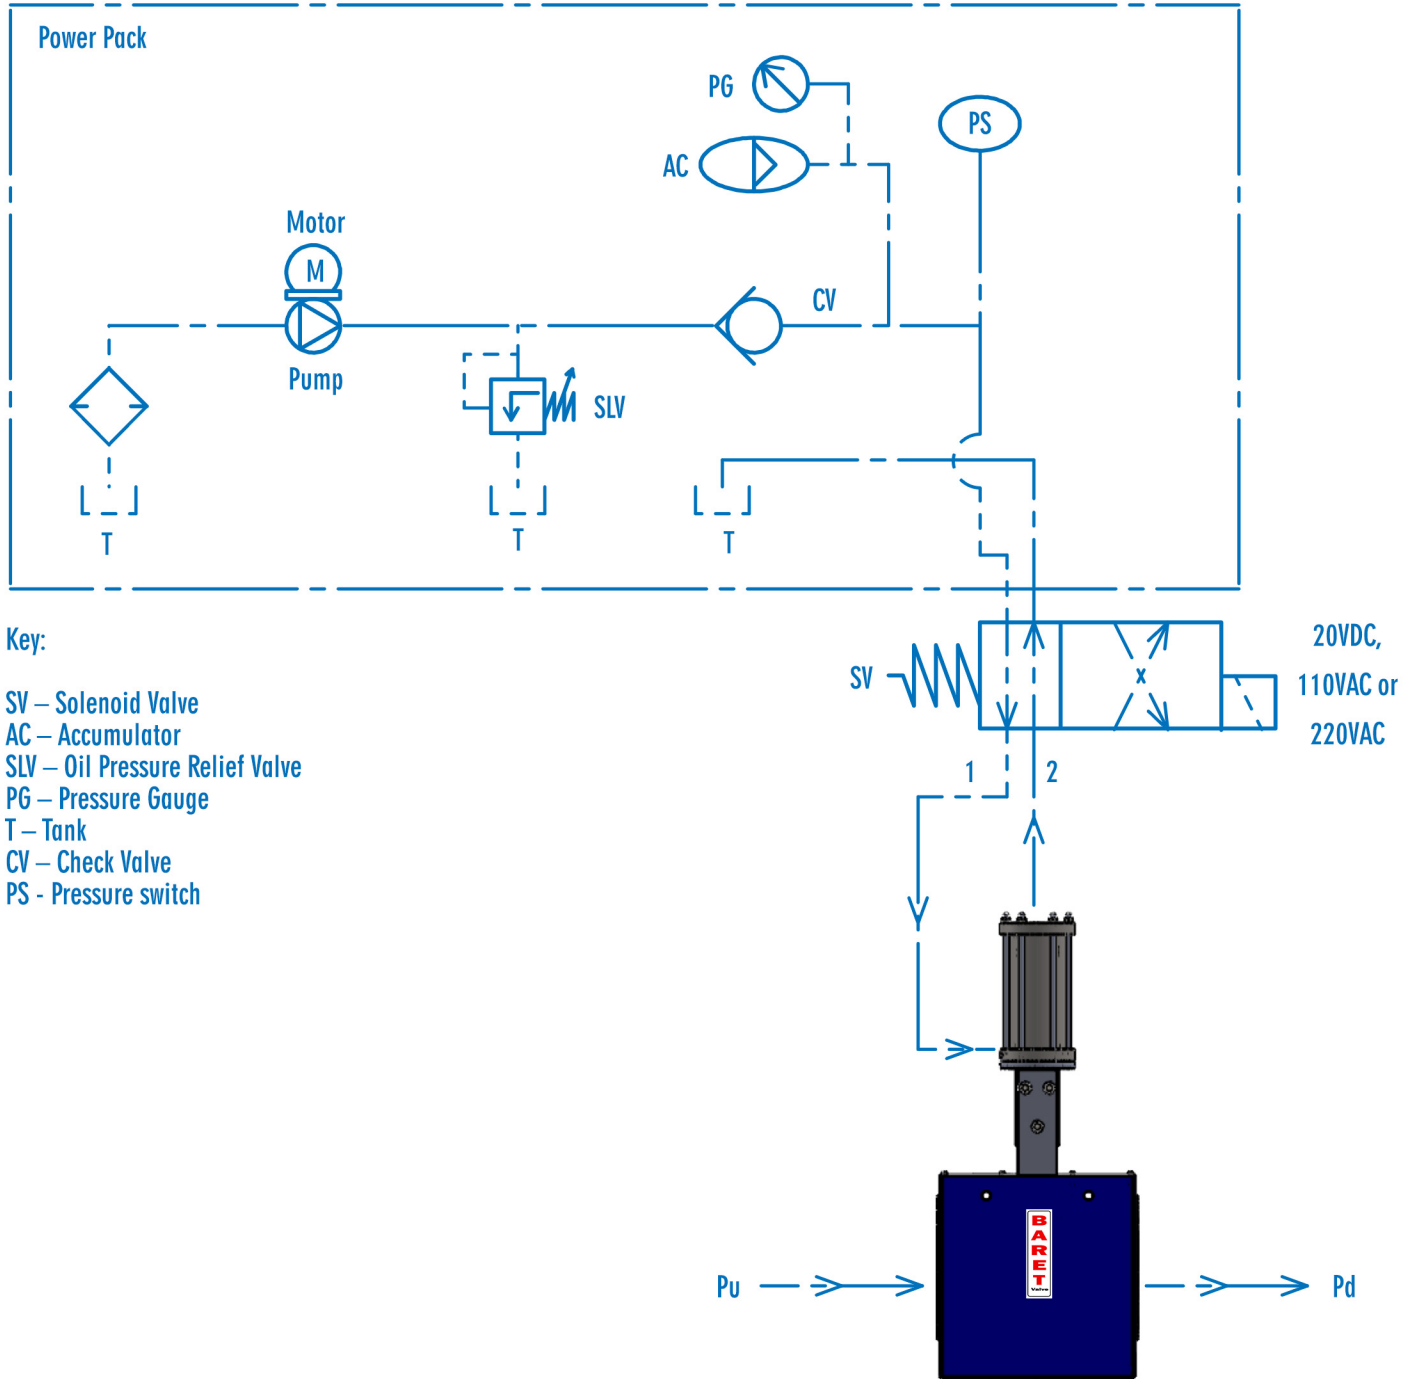 Power Pack
PG
PS
AC
Motor
M
CV
Pump
SLV
T
T
T
Key:
SV – Solenoid Valve
AC – Accumulator
SLV – Oil Pressure Relief Valve
PG – Pressure Gauge
T – Tank
CV – Check Valve
PS - Pressure switch
SV
20VDC,
110VAC or
220VAC
1
2
BARET
Valve
Pu
Pd